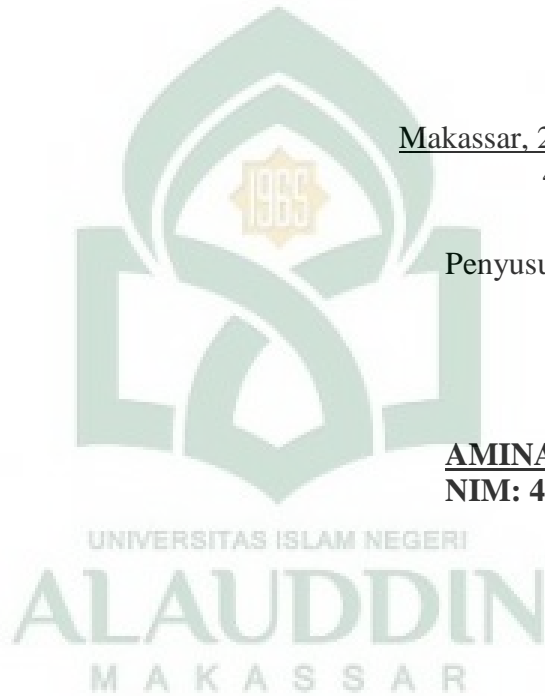 Makassar, 2
1965
Penyusu
AMINA
NIM: 4
UNIVERSITAS ISLAM NEGERI
ALAUDDIN
MAKASSAR